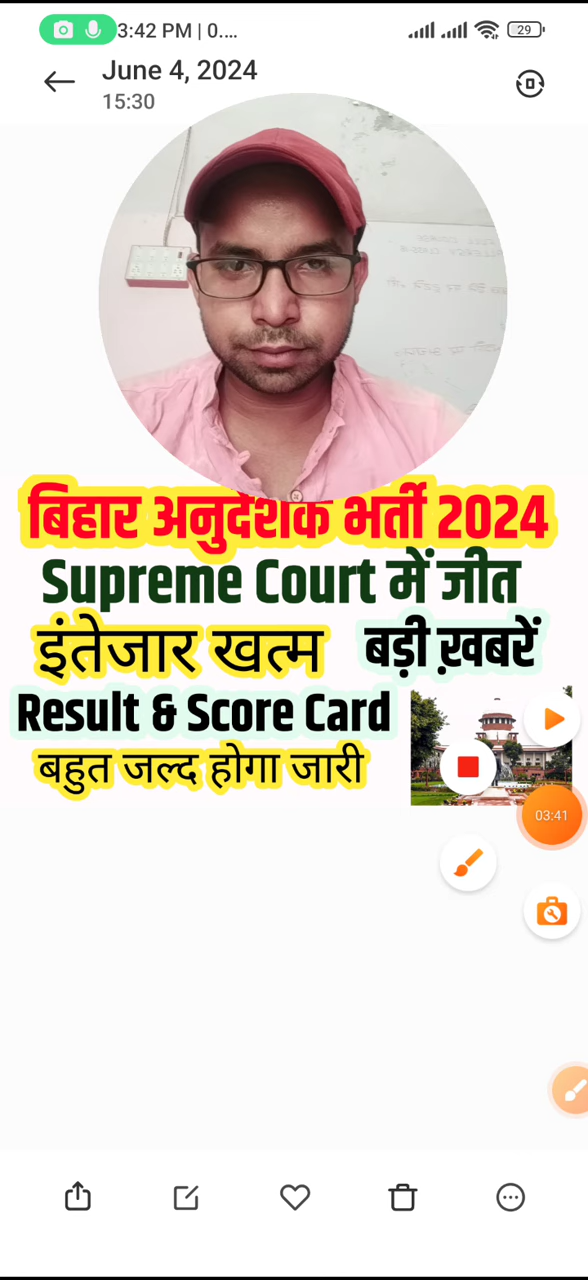 3:42 PM | 0....
29
June 4, 2024
15:30
बिहार अनुदेशक भर्ती 2024
Supreme Court में जीत
इंतेजार खत्म
बड़ी ख़बरें
Result & Score Card
बहुत जल्द होगा जारी
03:41